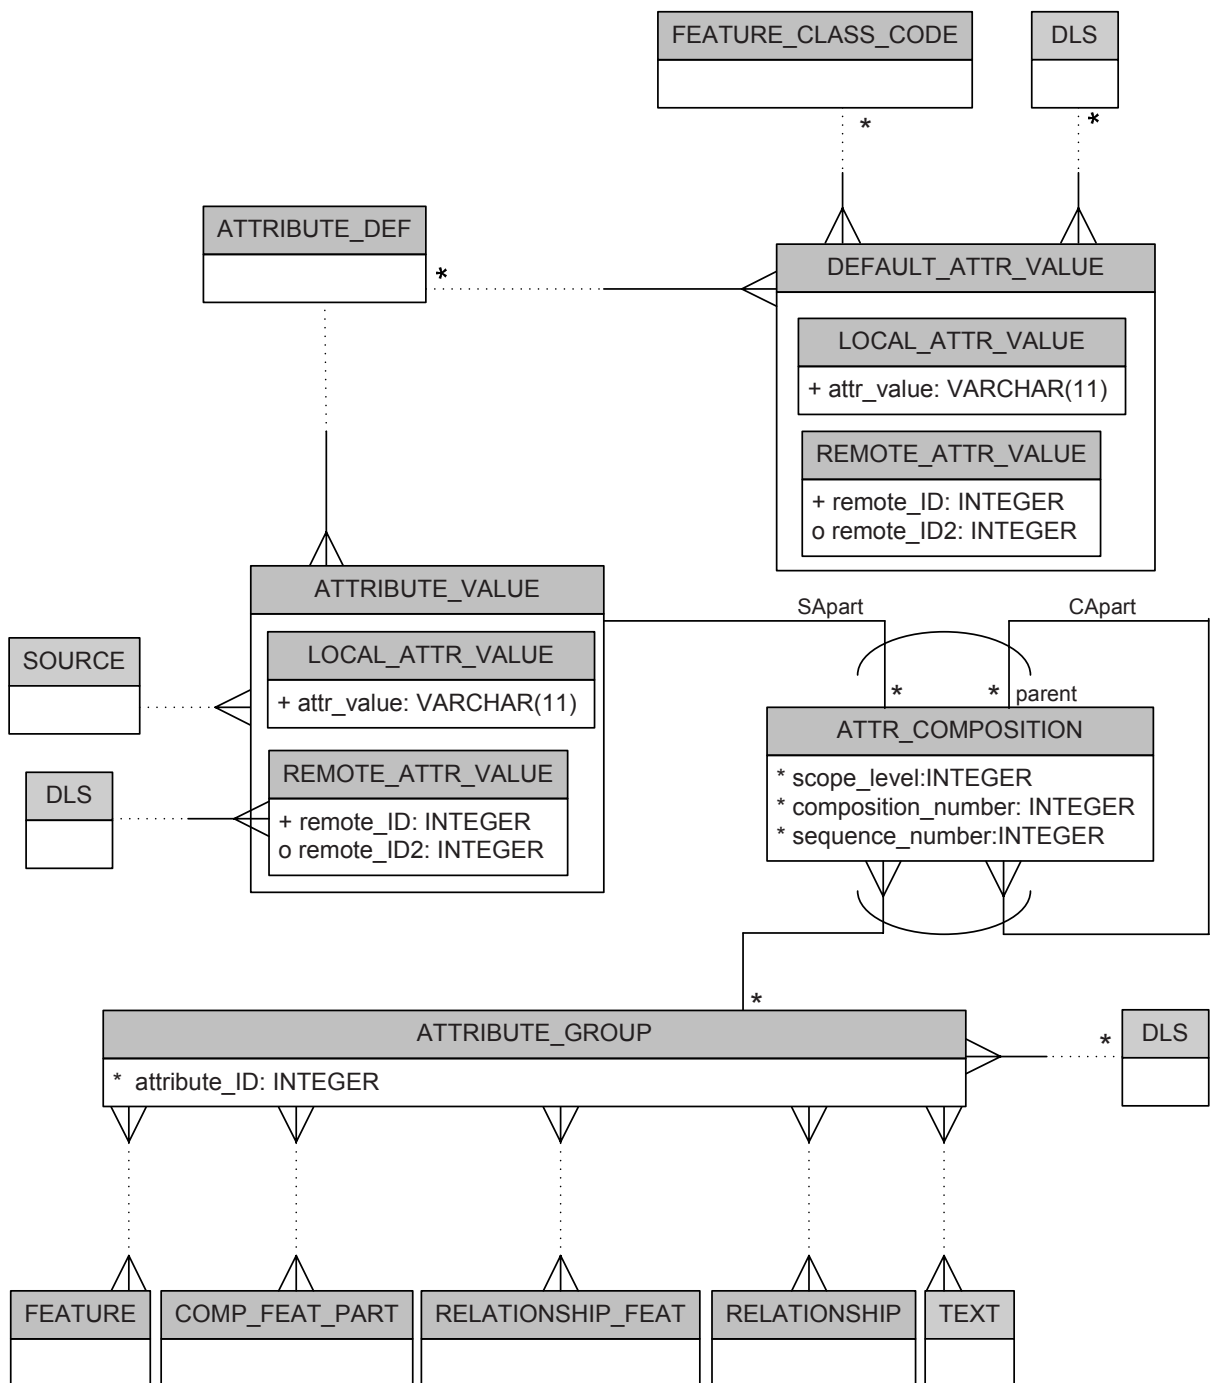 FEATURE_CLASS_CODE
DLS
*
*
ATTRIBUTE_DEF
*
DEFAULT_ATTR_VALUE
LOCAL_ATTR_VALUE
+ attr_value: VARCHAR(11)
REMOTE_ATTR_VALUE
+ remote_ID: INTEGER
o remote_ID2: INTEGER
ATTRIBUTE_VALUE
LOCAL_ATTR_VALUE
+ attr_value: VARCHAR(11)
REMOTE_ATTR_VALUE
+ remote_ID: INTEGER
o remote_ID2: INTEGER
SOURCE
DLS
SApart
CApart
*
*
parent
ATTR_COMPOSITION
* scope_level:INTEGER
* composition_number: INTEGER
* sequence_number:INTEGER
*
ATTRIBUTE_GROUP
* attribute_ID: INTEGER
*
DLS
FEATURE
COMP_FEAT_PART
RELATIONSHIP_FEAT
RELATIONSHIP
TEXT